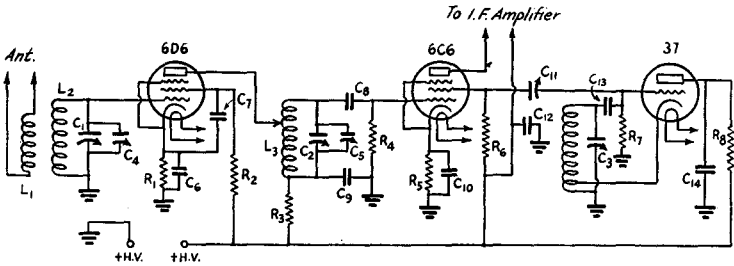 To I.F. Amplifier
Ant.
6D6
6C6
37
L2
C7
C8
C11
C13
C1
C4
L3
C2
C5
R4
C12
C3
R7
R8
L1
R1
C6
R2
R6
R5
C10
C9
C14
R3
+H.V.
+H.V.